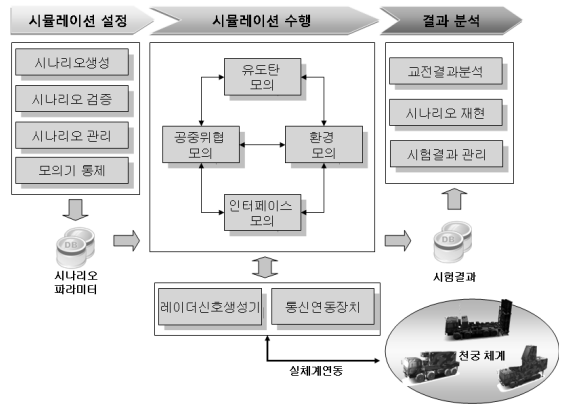 시뮬레이션 설정
시뮬레이션 수행
결과 분석
시나리오생성
시나리오 검증
시나리오 관리
모의기 통제
유도탄
모의
공중위협
모의
환경
모의
인터페이스
모의
교전결과분석
시나리오 재현
시험결과 관리
DB
시나리오
파라미터
DB
시험결과
레이더신호생성기
통신연동장치
실체계연동
천궁 체계